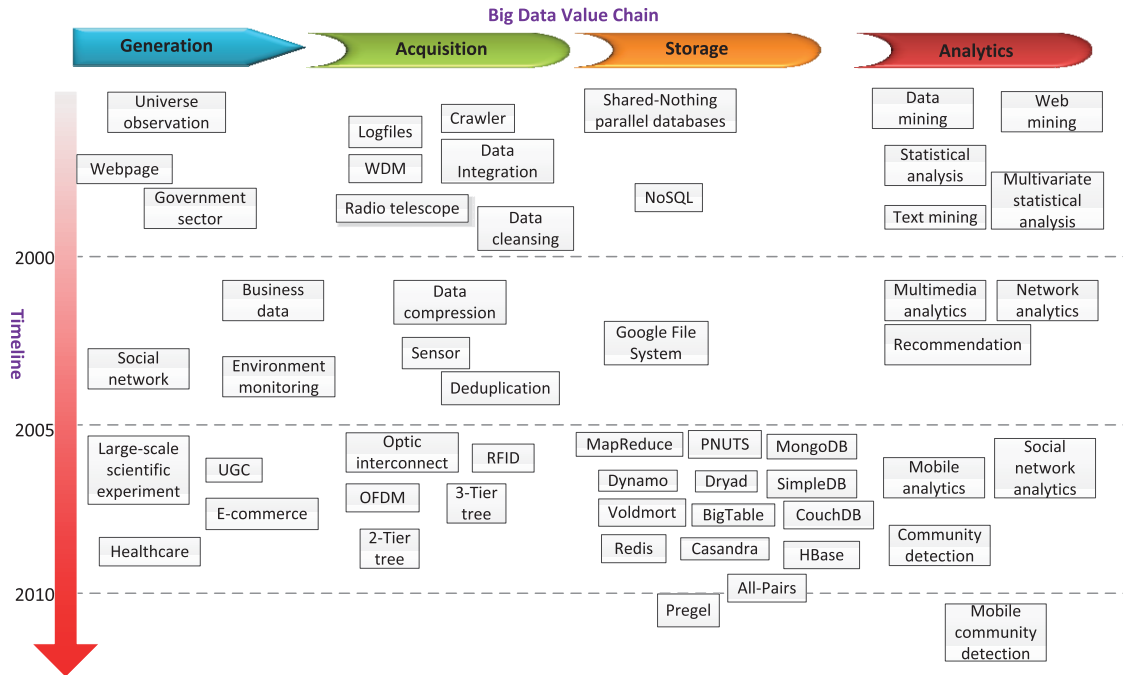 Big Data Value Chain
Generation
Acquisition
Storage
Analytics
Timeline
Universe
observation
Webpage
Government
sector
Logfiles
Crawler
WDM
Data
Integration
Radio telescope
Data
cleansing
Shared-Nothing
parallel databases
NoSQL
Data
mining
Web
mining
Statistical
analysis
Multivariate
statistical
analysis
Text mining
2000
Business
data
Social
network
Environment
monitoring
Data
compression
Sensor
Deduplication
Google File
System
Multimedia
analytics
Network
analytics
Recommendation
2005
Large-scale
scientific
experiment
UGC
E-commerce
Healthcare
Optic
interconnect
RFID
OFDM
3-Tier
tree
2-Tier
tree
MapReduce
PNUTS
MongoDB
Dynamo
Dryad
SimpleDB
Voldmort
BigTable
CouchDB
Redis
Casandra
HBase
All-Pairs
Mobile
analytics
Social
network
analytics
Community
detection
2010
Pregel
Mobile
community
detection